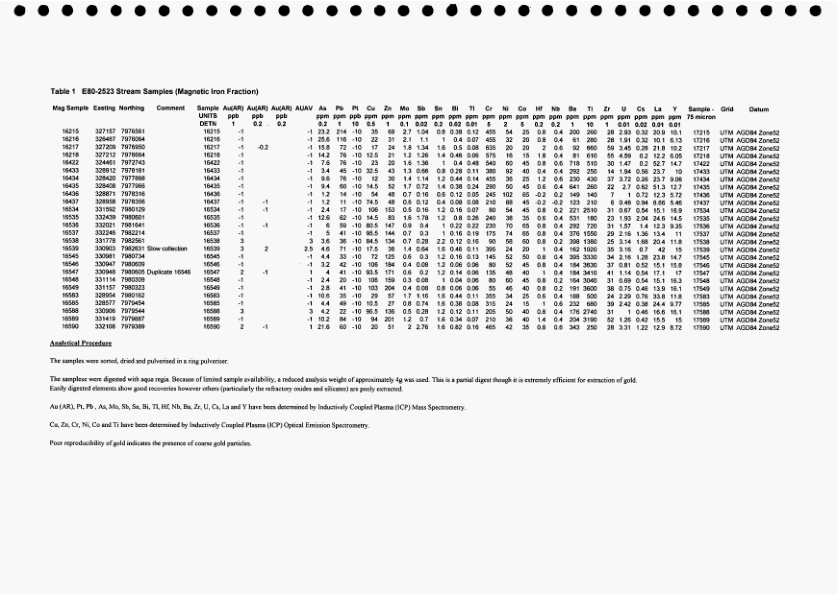 Table 1 E80-2523 Stream Samples (Magnetic Iron Fraction)
Mag Sample Easting Northing Comment Sample Au(AR) Au(AR) Au(AR) AUAV As Pb Pt Cu Zn Mo Sb Sn Bi Tl Cr Ni Co Hf Nb Ba Ti Zr U Cs La Y Sample - Grid Datum
UNITS ppb ppb ppb ppm ppm ppm ppm ppm ppm ppm ppm ppm ppm ppm ppm ppm ppm ppm ppm ppm ppm ppm ppm ppm ppm 75 micron
DETN 1 0.2 0.2 0.2 1 10 0.5 1 0.1 0.02 0.2 0.02 0.01 5 2 5 0.2 0.2 1 10 1 0.01 0.02 0.01 0.01
16215 327157 7976561 16215 -1 -1 23.2 214 -10 35 69 2.7 1.04 0.8 0.38 0.12 455 54 25 0.8 0.4 200 260 28 2.93 0.32 20.9 10.1 17215 UTM AGD84 Zone52
16216 326467 7976064 16216 -1 -1 25.6 116 -10 22 31 2.1 1.1 1 0.4 0.07 455 32 20 0.8 0.4 61 280 28 1.91 0.32 10.1 6.13 17216 UTM AGD84 Zone52
16217 327209 7976950 16217 -1 -0.2 -1 15.8 72 -10 17 24 1.8 1.34 1.6 0.5 0.08 635 20 20 2 0.6 92 660 59 3.45 0.28 21.8 10.2 17217 UTM AGD84 Zone52
16218 327212 7976664 16218 -1 -1 14.2 76 -10 12.5 21 1.2 1.26 1.4 0.46 0.06 575 16 15 1.8 0.4 81 610 55 4.59 0.2 12.2 6.05 17218 UTM AGD84 Zone52
16422 324461 7972743 16422 -1 -1 7.6 76 -10 23 20 1.6 1.36 1 0.4 0.48 540 60 45 0.8 0.4 718 510 30 1.47 0.2 52.7 14.7 17422 UTM AGD84 Zone52
16433 328912 7978181 16433 -1 -1 3.4 45 -10 32.5 43 1.3 0.66 0.8 0.28 0.11 380 92 40 0.4 0.4 292 250 14 1.94 0.56 23.7 10 17433 UTM AGD84 Zone52
16434 328420 7977868 16434 -1 -1 9.6 76 -10 12 30 1.4 1.14 1.2 0.44 0.14 455 36 25 1.2 0.6 230 430 37 3.72 0.26 23.7 9.06 17434 UTM AGD84 Zone52
16435 328408 7977966 16435 -1 -1 9.4 60 -10 14.5 52 1.7 0.72 1.4 0.38 0.24 290 50 45 0.6 0.4 641 260 22 2.7 0.62 51.3 12.7 17435 UTM AGD84 Zone52
16436 328871 7978316 16436 -1 -1 1.2 14 -10 54 48 0.7 0.16 0.6 0.12 0.05 245 102 65 -0.2 0.2 149 140 7 1 0.72 12.3 5.72 17436 UTM AGD84 Zone52
16437 328958 7978356 16437 -1 -1 -1 1.2 11 -10 74.5 48 0.6 0.12 0.4 0.08 0.08 210 88 45 -0.2 -0.2 123 210 6 0.48 0.94 8.66 5.46 17437 UTM AGD84 Zone52
16534 331592 7980129 16534 -1 -1 -1 2.4 17 -10 106 153 0.5 0.16 1.2 0.16 0.07 80 54 45 0.8 0.2 221 2510 31 0.67 0.54 15.1 16.9 17534 UTM AGD84 Zone52
16535 332439 7980601 16535 -1 -1 12.6 62 -10 14.5 83 1.6 1.78 1.2 0.8 0.26 240 38 35 0.6 0.4 531 180 23 1.93 2.04 24.6 14.5 17535 UTM AGD84 Zone52
16536 332021 7981641 16536 -1 -1 -1 6 59 -10 80.5 147 0.9 0.4 1 0.22 0.22 230 70 65 0.8 0.4 292 720 31 1.57 1.4 12.3 9.35 17536 UTM AGD84 Zone52
16537 332246 7982214 16537 -1 -1 5 41 -10 95.5 144 0.7 0.3 1 0.16 0.19 175 74 65 0.8 0.4 376 1550 29 2.16 1.36 13.4 11 17537 UTM AGD84 Zone52
16538 331778 7982561 16538 3 3 3.6 36 -10 84.5 134 0.7 0.28 2.2 0.12 0.16 90 58 60 0.8 0.2 398 1380 25 3.14 1.68 20.4 11.8 17538 UTM AGD84 Zone52
16539 330903 7982631 Slow collection 16539 3 2 2.5 4.6 71 -10 17.5 36 1.4 0.64 1.6 0.46 0.11 395 24 20 1 0.4 162 1020 35 3.16 0.7 42 15 17539 UTM AGD84 Zone52
16545 330981 7980734 16545 -1 -1 4.4 33 -10 72 125 0.6 0.3 1.2 0.16 0.13 145 52 50 0.8 0.4 395 3330 34 2.16 1.28 23.8 14.7 17545 UTM AGD84 Zone52
16546 330947 7980609 16546 -1 -1 3.2 42 -10 106 184 0.4 0.08 1.2 0.06 0.06 80 52 45 0.8 0.4 184 3630 37 0.81 0.52 15.1 15.8 17546 UTM AGD84 Zone52
16547 330948 7980605 Duplicate 16546 16547 2 -1 1 4 41 -10 93.5 171 0.6 0.2 1.2 0.14 0.06 135 48 40 1 0.4 184 3410 41 1.14 0.54 17.1 17 17547 UTM AGD84 Zone52
16548 331114 7980309 16548 -1 -1 2.4 20 -10 106 159 0.3 0.08 1 0.04 0.06 80 60 45 0.8 0.2 164 3040 31 0.69 0.54 15.1 16.3 17548 UTM AGD84 Zone52
16549 331157 7980323 16549 -1 -1 2.8 41 -10 103 204 0.4 0.08 0.8 0.06 0.06 55 46 40 0.8 0.2 191 3600 38 0.75 0.46 13.9 16.1 17549 UTM AGD84 Zone52
16583 328954 7980162 16583 -1 -1 10.6 35 -10 29 57 1.7 1.16 1.6 0.44 0.11 355 34 25 0.6 0.4 188 500 24 2.29 0.76 33.8 11.8 17583 UTM AGD84 Zone52
16585 328577 7979454 16585 -1 -1 4.4 49 -10 10.5 27 0.8 0.74 1.6 0.38 0.08 315 24 15 1 0.6 232 680 39 2.42 0.38 24.4 9.77 17585 UTM AGD84 Zone52
16588 330906 7979544 16588 3 3 4.2 22 -10 96.5 136 0.5 0.28 1.2 0.12 0.11 205 50 40 0.8 0.4 176 2740 31 1 0.46 16.6 16.1 17588 UTM AGD84 Zone52
16589 331419 7979887 16589 -1 -1 10.2 84 -10 94 201 1.2 0.7 1.6 0.34 0.07 210 36 40 1.4 0.4 204 3190 52 1.26 0.42 15.5 15 17589 UTM AGD84 Zone52
16590 332108 7979389 16590 2 -1 1 21.6 60 -10 20 51 2 2.76 1.6 0.82 0.16 465 42 35 0.8 0.6 343 250 28 3.31 1.22 12.9 8.72 17590 UTM AGD84 Zone52
Analytical Procedure
The samples were sorted, dried and pulverised in a ring pulveriser.
The samplese were digested with aqua regia. Because of limited sample availability, a reduced analysis weight of approximately 4g was used. This is a partial digest though it is extremely efficient for extraction of gold.
Easily digested elements show good recoveries however others (particularly the refractory oxides and silicates) are pooly extracted.
Au (AR), Pt, Pb , As, Mo, Sb, Sn, Bi, Tl, Hf, Nb, Ba, Zr, U, Cs, La and Y have been determined by Inductively Coupled Plasma (ICP) Mass Spectrometry.
Cu, Zn, Cr, Ni, Co and Ti have been determined by Inductively Coupled Plasma (ICP) Optical Emission Spectrometry.
Poor reproducibility of gold indicates the presence of coarse gold particles.